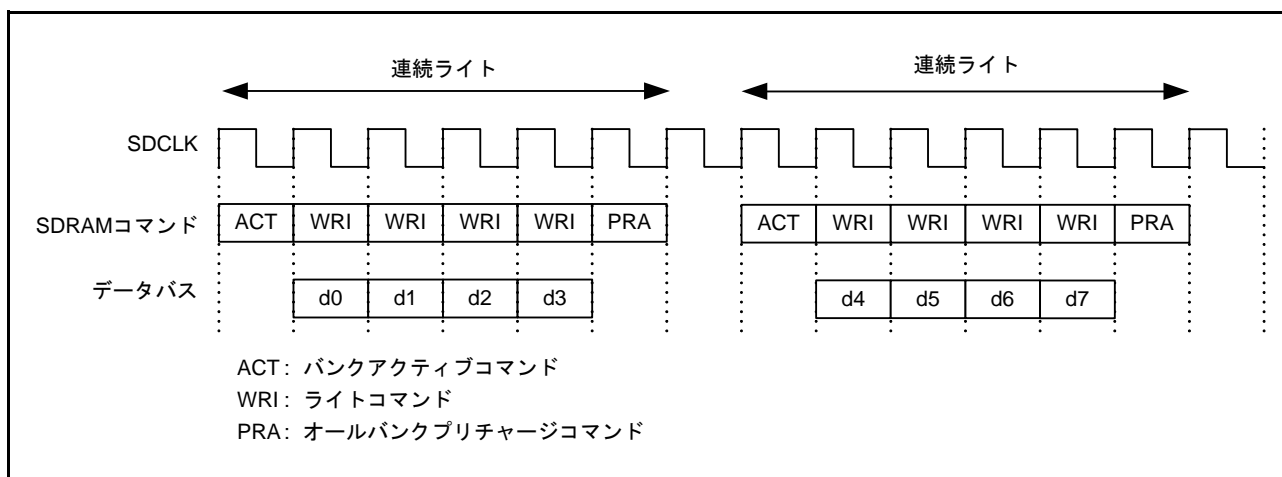 連続ライト 連続ライト
SDCLK
SDRAMコマンド ACT WRI WRI WRI WRI PRA ACT WRI WRI WRI WRI PRA
データバス d0 d1 d2 d3 d4 d5 d6 d7
ACT : バンクアクティブコマンド
WRI : ライトコマンド
PRA : オールバンクプリチャージコマンド